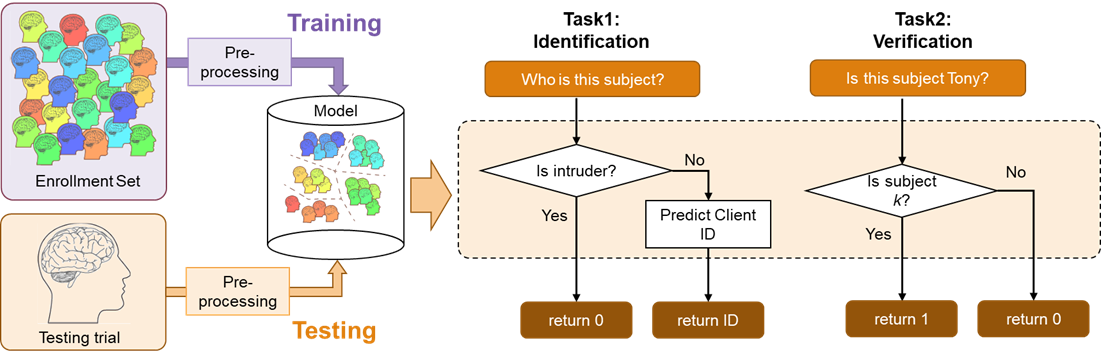 Training
Enrollment Set
Pre-
processing
Model
Testing trial
Pre-
processing
Testing
Task1:
Identification
Who is this subject?
Is intruder?
No
Yes
Predict Client
ID
return 0
return ID
Task2:
Verification
Is this subject Tony?
Is subject
k?
No
Yes
return 1
return 0